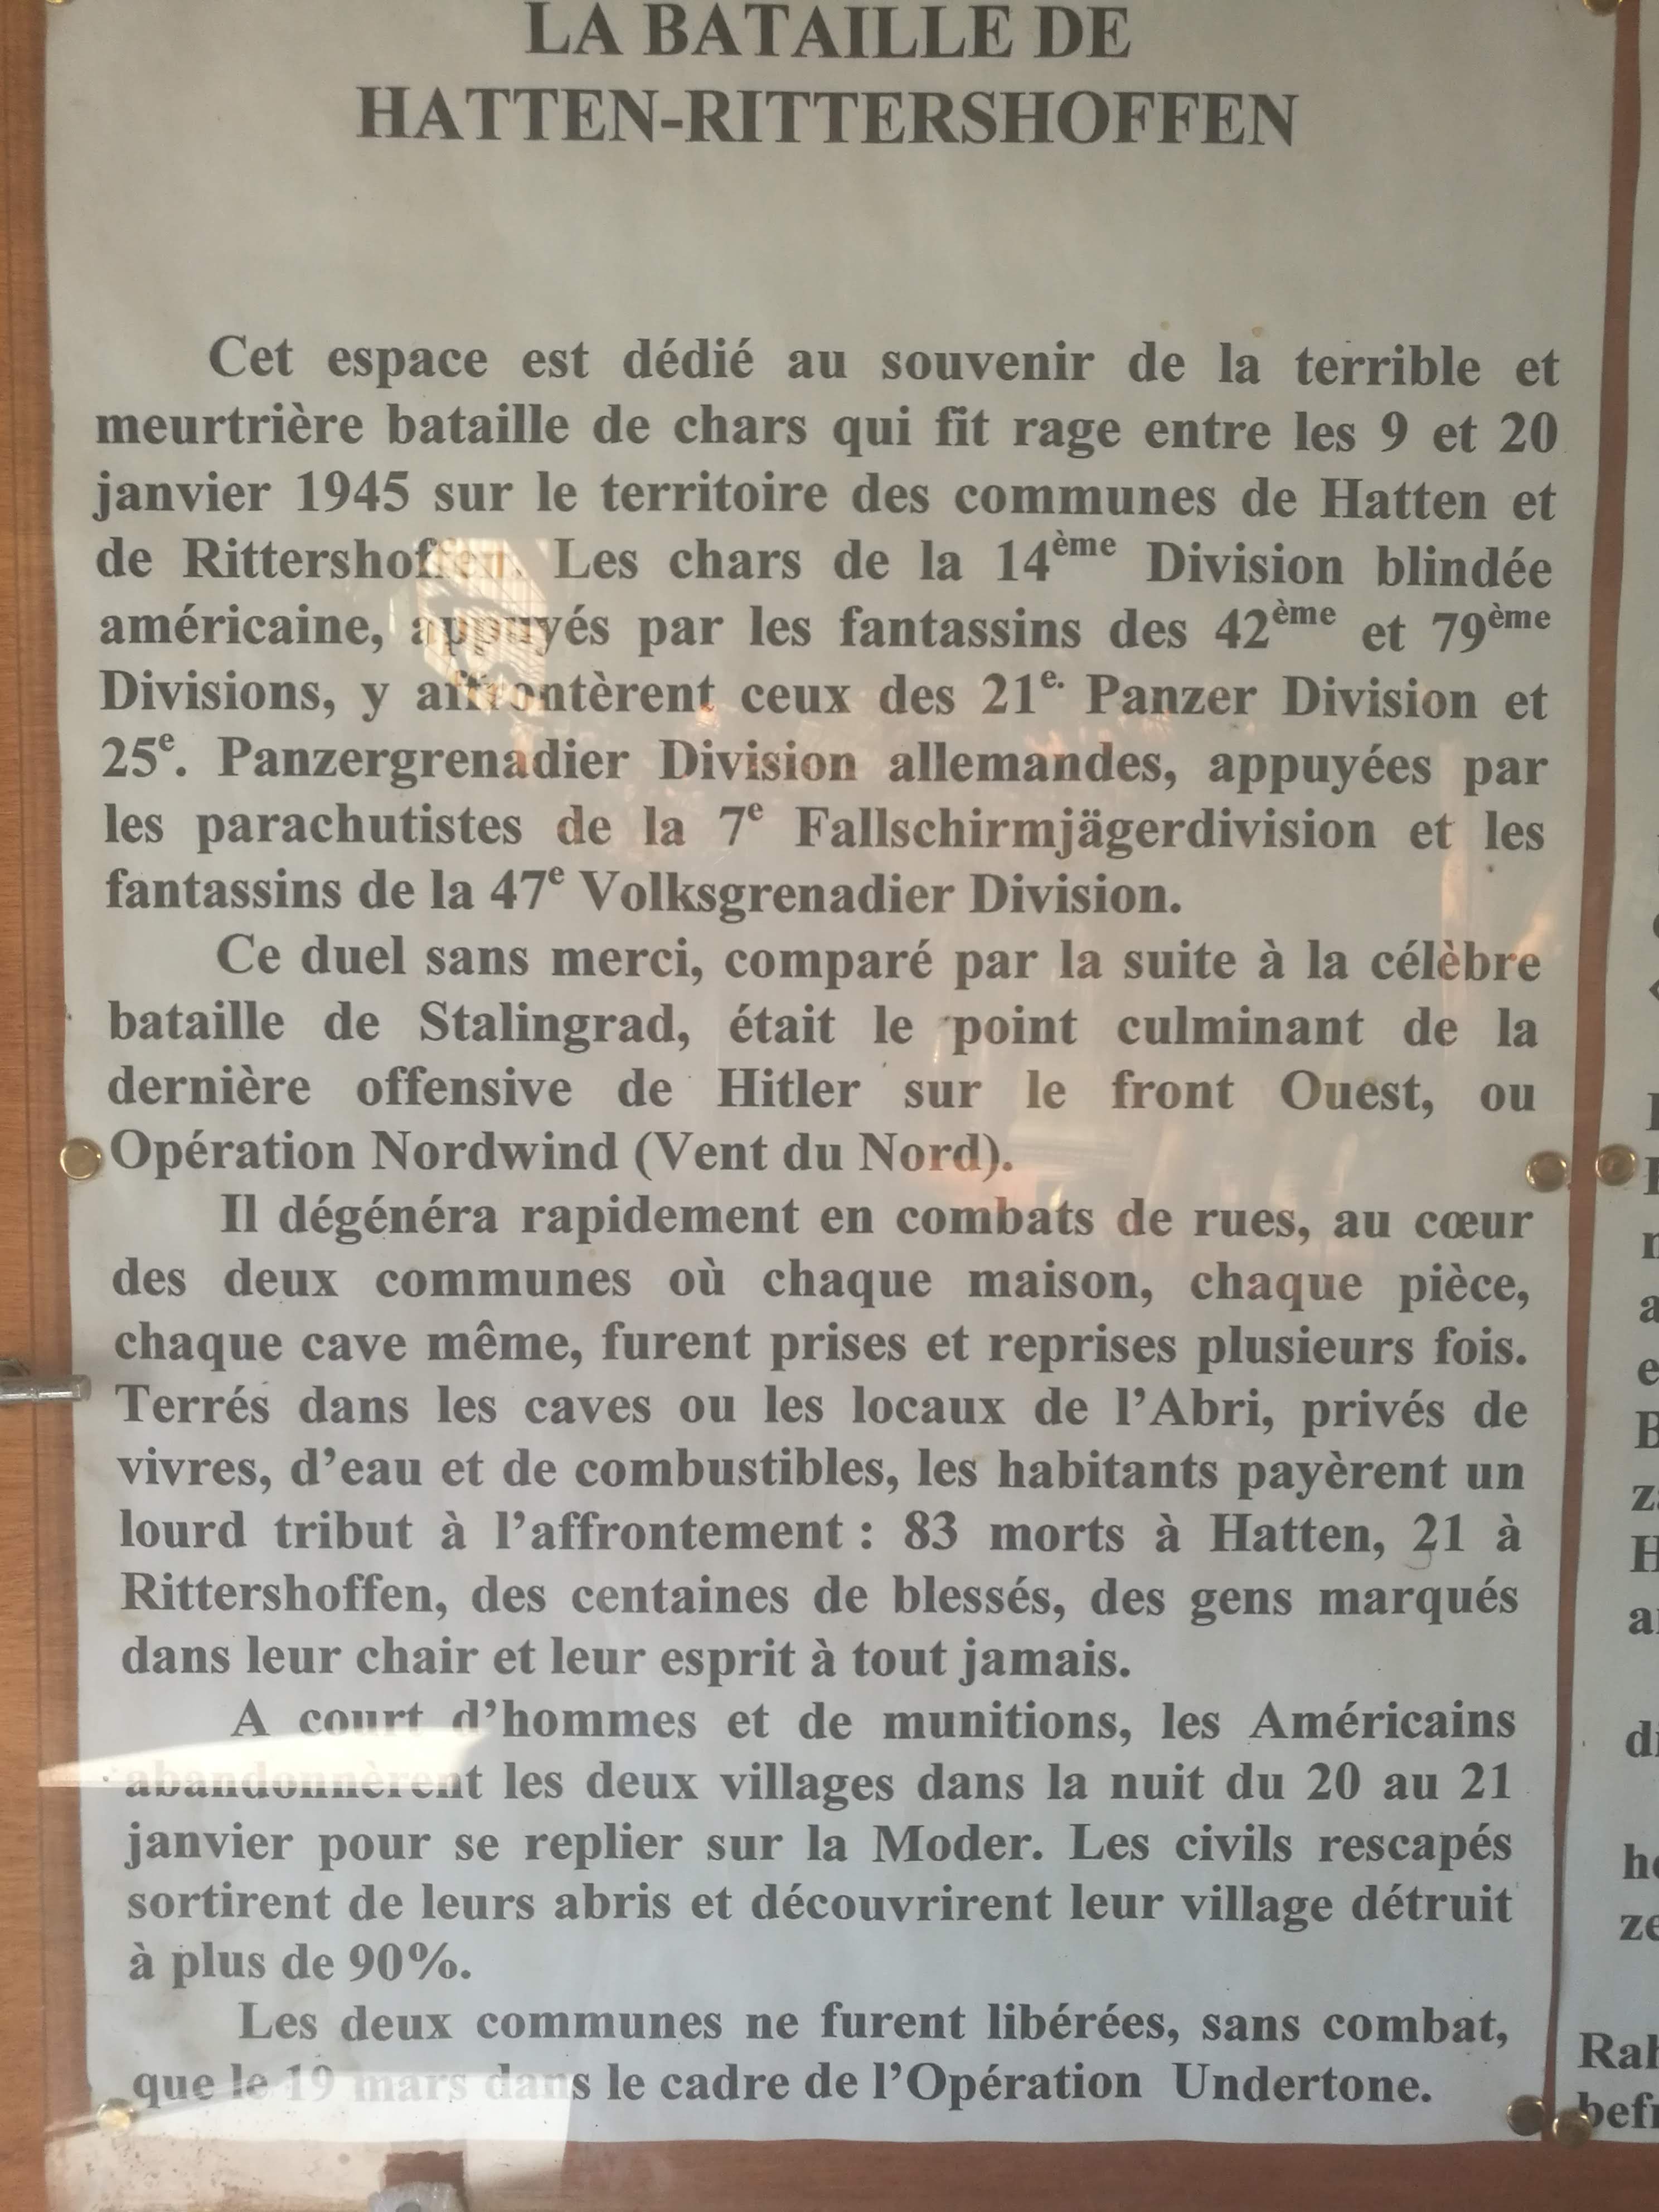 LA BATAILLE DE
HATTEN-RITTERSHOFFEN
Cet espace est dédié au souvenir de la terrible et
meurtrière bataille de chars qui fit rage entre les 9 et 20
janvier 1945 sur le territoire des communes de Hatten et
de Rittershoffen. Les chars de la 14ème Division blindée
américaine, appuyés par les fantassins des 42ème et 79ème
Divisions, y affrontèrent ceux des 21e. Panzer Division et
25e. Panzergrenadier Division allemandes, appuyées par
les parachutistes de la 7e Fallschirmjägerdivision et les
fantassins de la 47e Volksgrenadier Division.
Ce duel sans merci, comparé par la suite à la célèbre
bataille de Stalingrad, était le point culminant de la
dernière offensive de Hitler sur le front Ouest, ou
Opération Nordwind (Vent du Nord).
Il dégénéra rapidement en combats de rues, au cœur
des deux communes où chaque maison, chaque pièce,
chaque cave même, furent prises et reprises plusieurs fois.
Terrés dans les caves ou les locaux de l'Abri, privés de
vivres, d'eau et de combustibles, les habitants payèrent un
lourd tribut à l'affrontement : 83 morts à Hatten, 21 à
Rittershoffen, des centaines de blessés, des gens marqués
dans leur chair et leur esprit à tout jamais.
A court d'hommes et de munitions, les Américains
abandonnèrent les deux villages dans la nuit du 20 au 21
janvier pour se replier sur la Moder. Les civils rescapés
sortirent de leurs abris et découvrirent leur village détruit
à plus de 90%.
Les deux communes ne furent libérées, sans combat,
que le 19 mars dans le cadre de l'Opération Undertone.